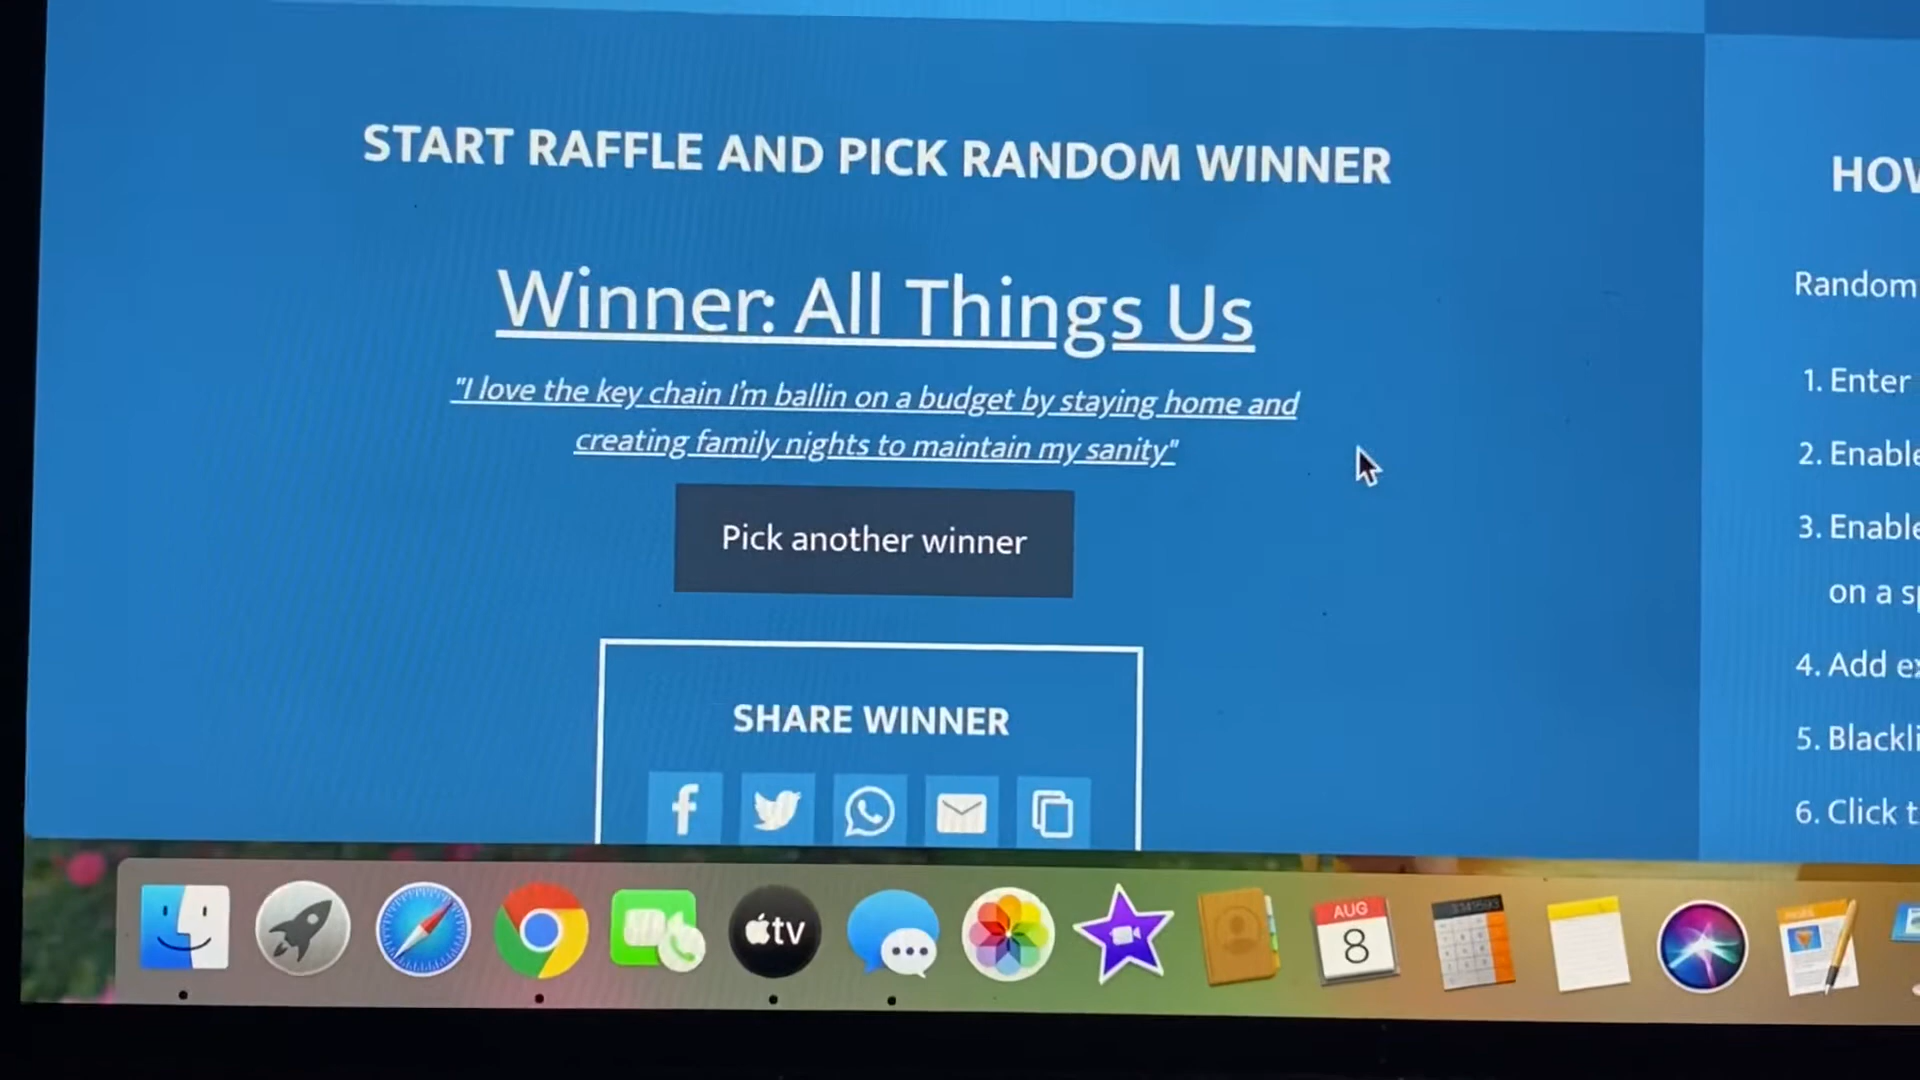 START RAFFLE AND PICK RANDOM WINNER
Winner: All Things Us
"I love the key chain I'm ballin on a budget by staying home and
creating family nights to maintain my sanity"
Pick another winner
SHARE WINNER
HOW
Random
1. Enter
2. Enable
3. Enable
on a
4. Add
5.
6. Click
tv
AUG
8